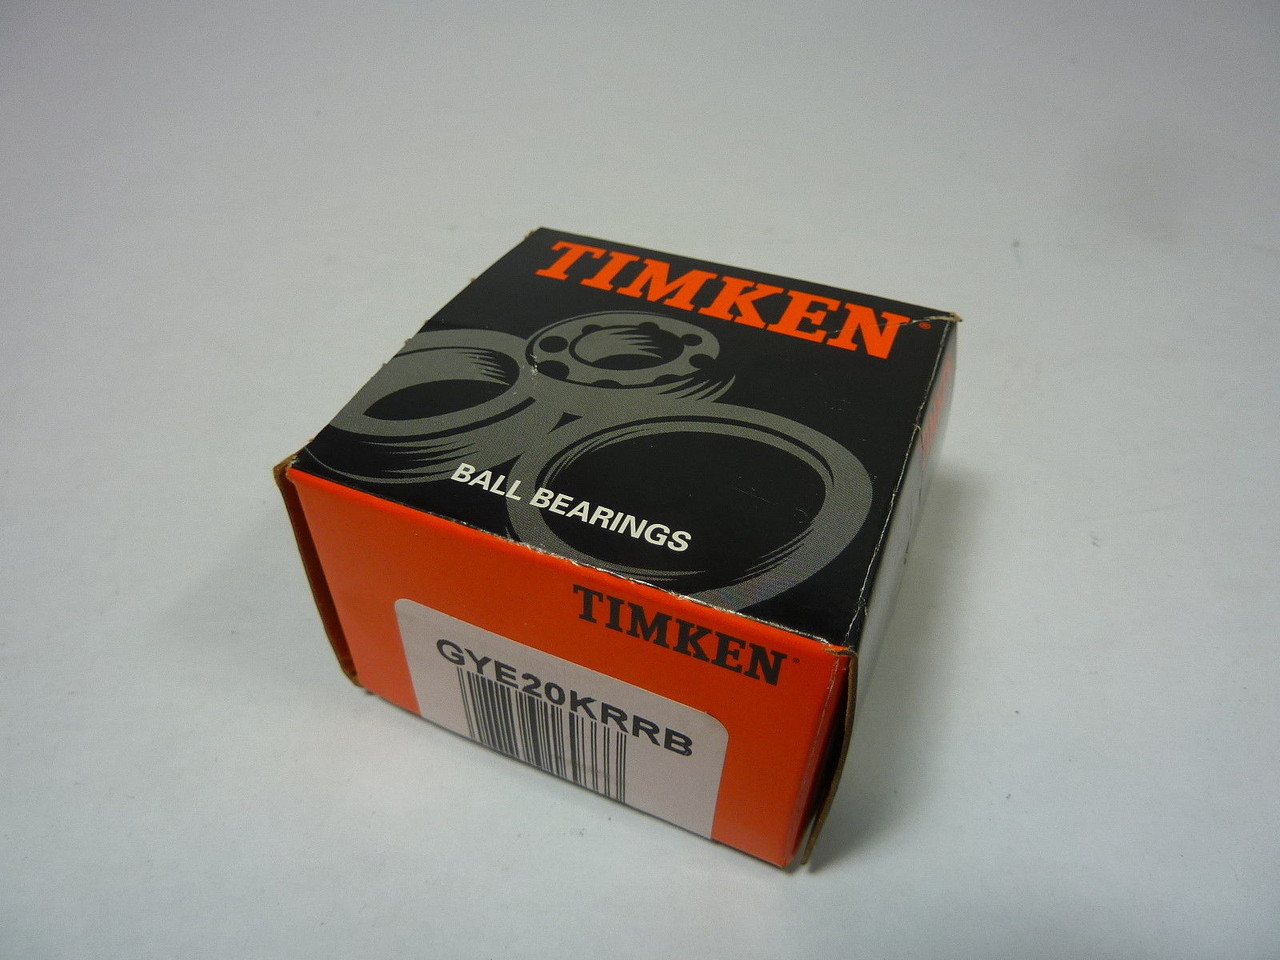 TIMKEN®
BALL BEARINGS
TIMKEN
GYE20KRRB